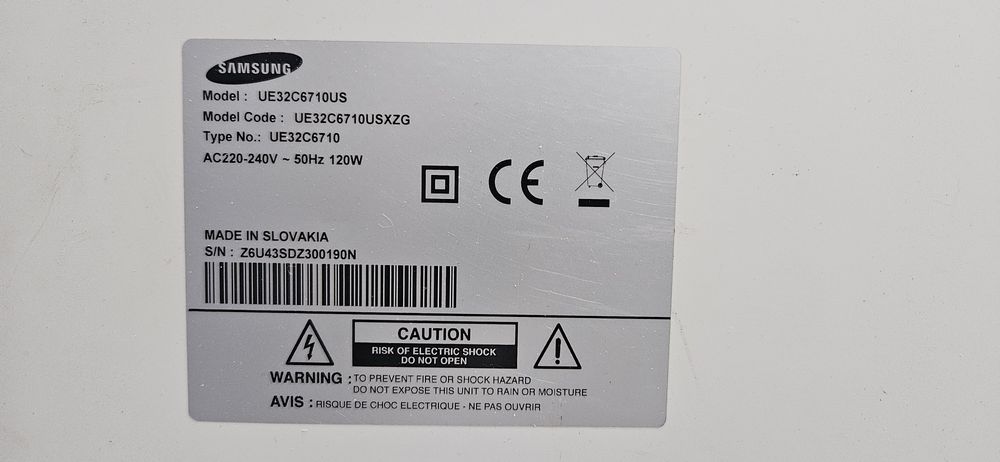 SAMSUNG
Model : UE32C6710US
Model Code : UE32C6710USXZG
Type No.: UE32C6710
AC220-240V ~ 50Hz 120W
CE
MADE IN SLOVAKIA
S/N : Z6U43SDZ300190N
CAUTION
RISK OF ELECTRIC SHOCK
DO NOT OPEN
WARNING : TO PREVENT FIRE OR SHOCK HAZARD
DO NOT EXPOSE THIS UNIT TO RAIN OR MOISTURE
AVIS : RISQUE DE CHOC ELECTRIQUE - NE PAS OUVRIR